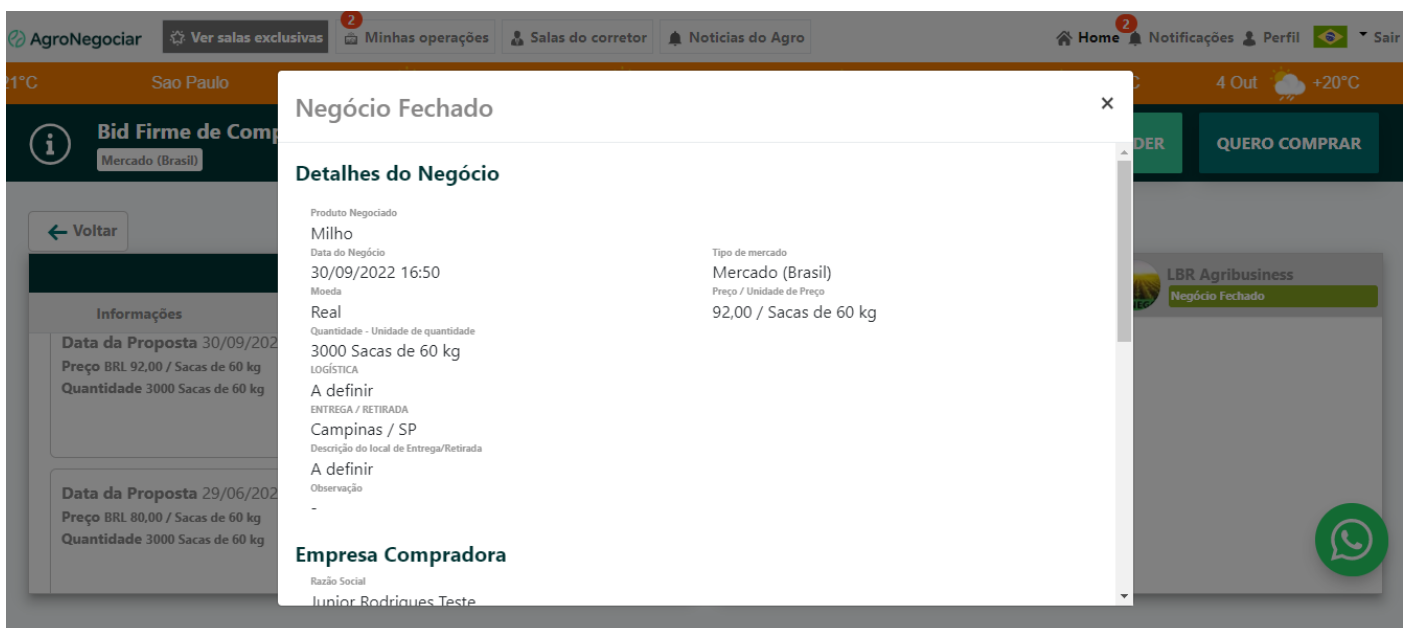 AgroNegociar
Ver salas exclusivas
2
Minhas operações
Salas do corretor
Noticias do Agro
Home
2
Notificações
Perfil
Sair
21°C
Sao Paulo
4 Out
+20°C
Bid Firme de Comp
Mercado (Brasil)
DER
QUERO COMPRAR
Voltar
Informações
Data da Proposta 30/09/202
Preço BRL 92,00 / Sacas de 60 kg
Quantidade 3000 Sacas de 60 kg
Data da Proposta 29/06/202
Preço BRL 80,00 / Sacas de 60 kg
Quantidade 3000 Sacas de 60 kg
Negócio Fechado
×
Detalhes do Negócio
Produto Negociado
Milho
Data do Negócio
30/09/2022 16:50
Tipo de mercado
Mercado (Brasil)
Moeda
Real
Preço / Unidade de Preço
92,00 / Sacas de 60 kg
Quantidade - Unidade de quantidade
3000 Sacas de 60 kg
LOGÍSTICA
A definir
ENTREGA / RETIRADA
Campinas / SP
Descrição do local de Entrega/Retirada
A definir
Observação
-
Empresa Compradora
Razão Social
Junior Rodrigues Teste
LBR Agribusiness
Negócio Fechado